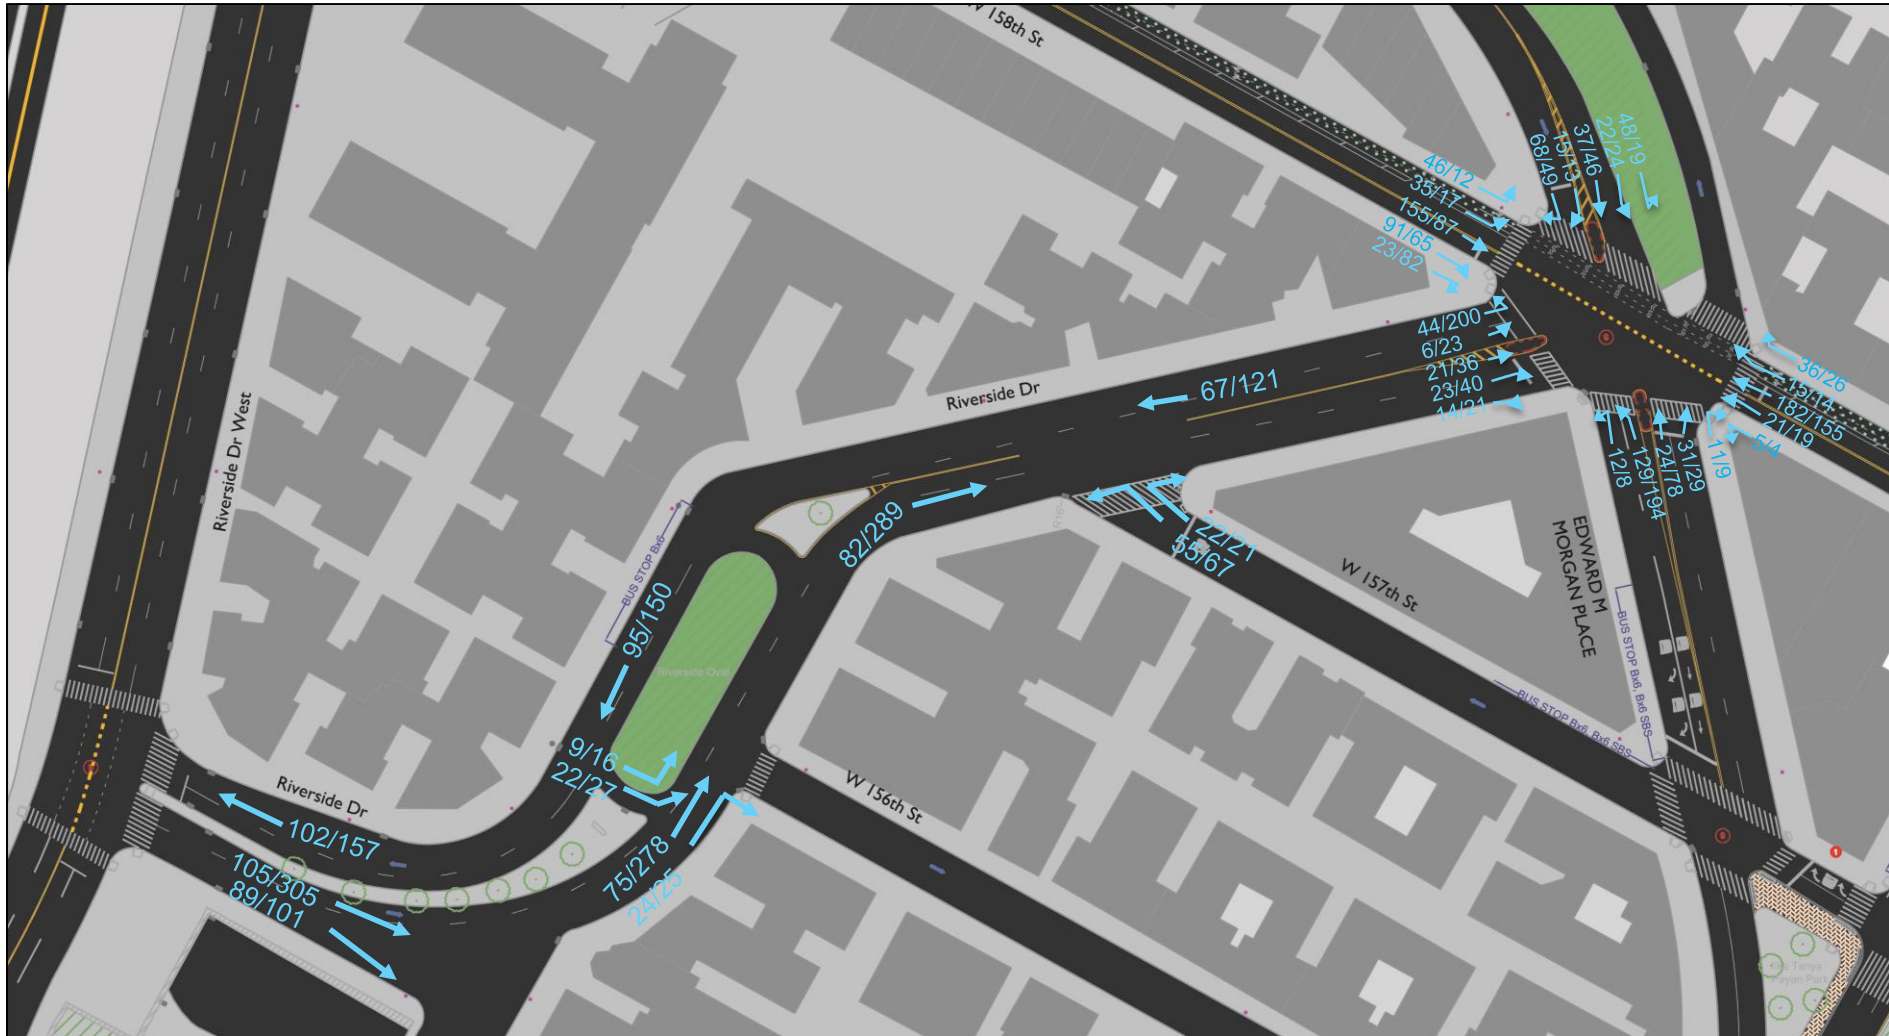 W 158th St
46/12
35/17
155/87
91/65
23/82
68/49
15/13
37/46
22/24
48/19
44/200
6/23
21/36
23/40
14/21
36/26
15/14
182/155
21/19
5/4
11/9
31/29
24/78
129/194
12/8
67/121
Riverside Dr
Riverside Dr West
82/289
22/21
55/67
W 157th St
EDWARD M
MORGAN PLACE
BUS STOP Bx6
BUS STOP Bx6, Bx6 SBS
BUS STOP Bx6, Bx6 SBS
95/150
Riverside Oval
9/16
22/27
W 156th St
Riverside Dr
102/157
105/305
89/101
75/278
24/25
Payan Park